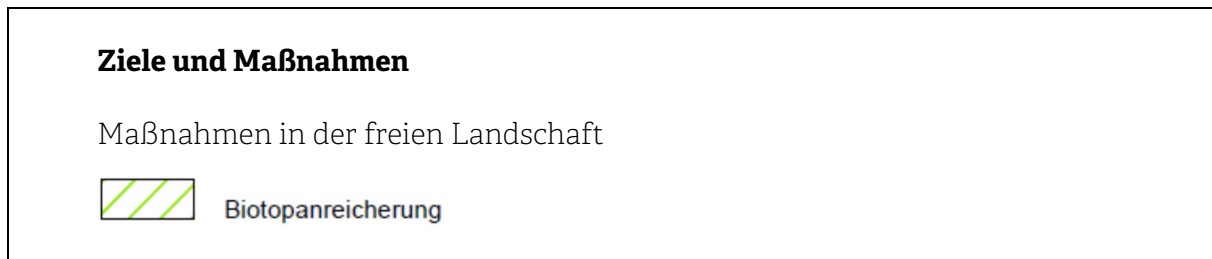 Ziele und Maßnahmen
Maßnahmen in der freien Landschaft
Biotopanreicherung